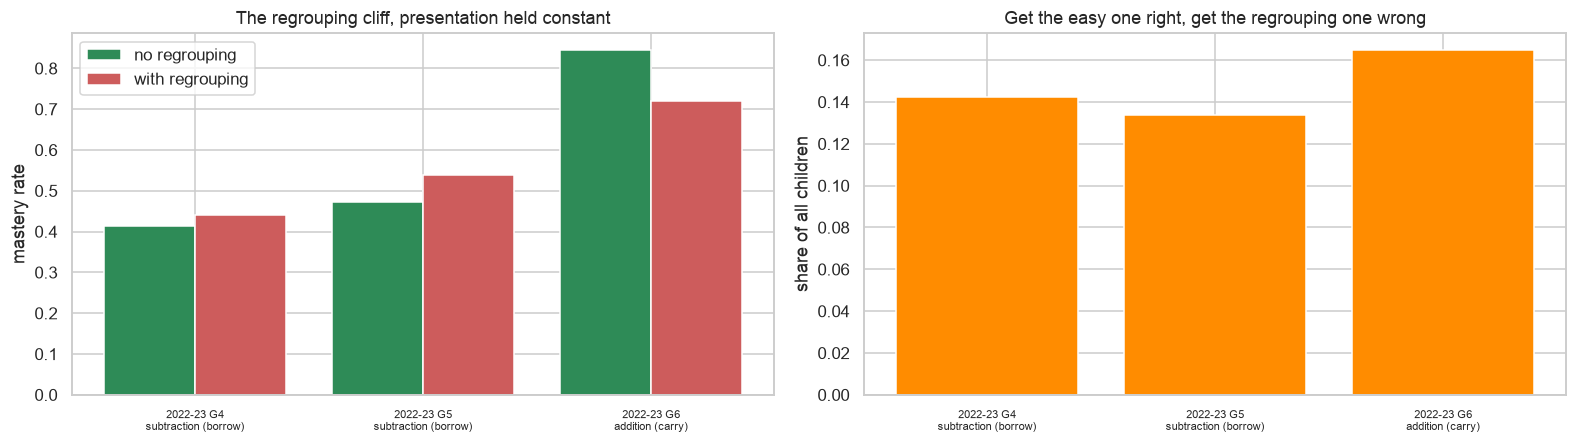 The regrouping cliff, presentation held constant
no regrouping
with regrouping
mastery rate
0.8
0.7
0.6
0.5
0.4
0.3
0.2
0.1
0.0
2022-23 G4
subtraction (borrow)
2022-23 G5
subtraction (borrow)
2022-23 G6
addition (carry)
Get the easy one right, get the regrouping one wrong
share of all children
0.16
0.14
0.12
0.10
0.08
0.06
0.04
0.02
0.00
2022-23 G4
subtraction (borrow)
2022-23 G5
subtraction (borrow)
2022-23 G6
addition (carry)